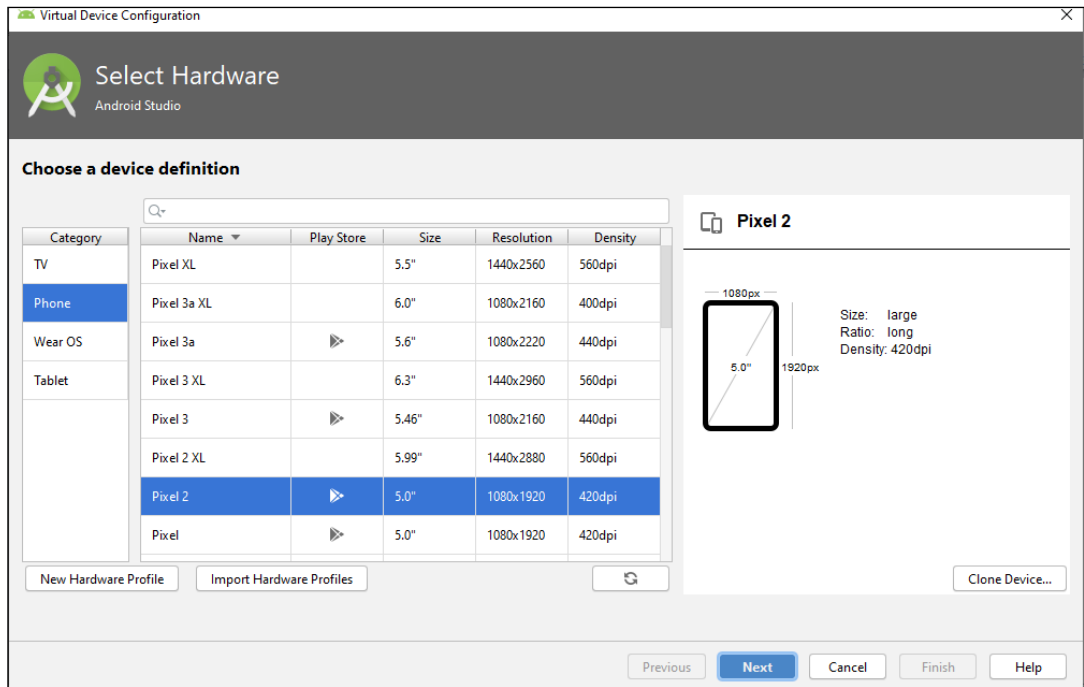 Virtual Device Configuration
Select Hardware
Android Studio
Choose a device definition
Category
TV
Phone
Wear OS
Tablet
Name Play Store Size Resolution Density
Pixel XL 5.5" 1440x2560 560dpi
Pixel 3a XL 6.0" 1080x2160 400dpi
Pixel 3a 5.6" 1080x2220 440dpi
Pixel 3 XL 6.3" 1440x2960 560dpi
Pixel 3 5.46" 1080x2160 440dpi
Pixel 2 XL 5.99" 1440x2880 560dpi
Pixel 2 5.0" 1080x1920 420dpi
Pixel 5.0" 1080x1920 420dpi
New Hardware Profile Import Hardware Profiles
Pixel 2
1080px
5.0"
1920px
Size: large
Ratio: long
Density: 420dpi
Clone Device...
Previous Next Cancel Finish Help